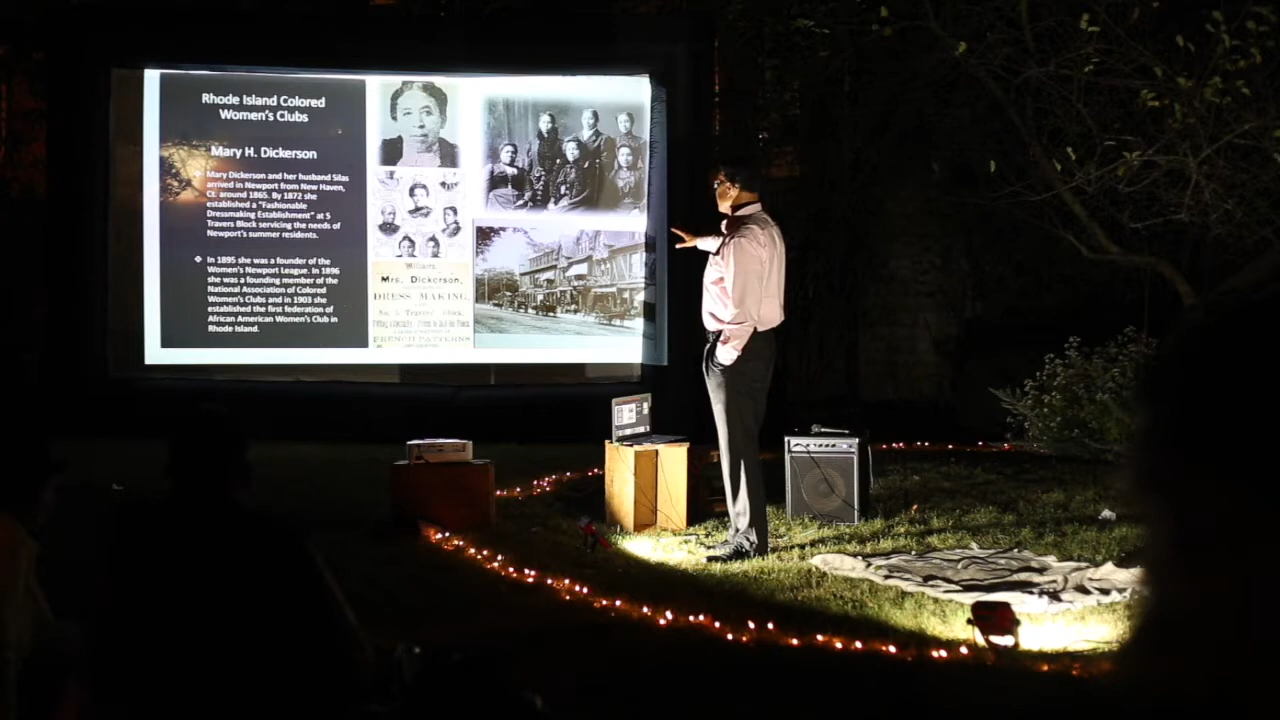 Rhode Island Colored
Women's Clubs
Mary H. Dickerson
❖ Mary Dickerson and her husband Silas
arrived in Newport from New Haven,
Ct. around 1865. By 1872 she
established a "Fashionable
Dressmaking Establishment" at 5
Travers Block servicing the needs of
Newport's summer residents.
❖ In 1895 she was a founder of the
Women's Newport League. In 1896
she was a founding member of the
National Association of Colored
Women's Clubs and in 1903 she
established the first federation of
African American Women's Club in
Rhode Island.
Mrs. Dickerson,
DRESS MAKING,
No. 5 Travers' Block,
FRENCH PATTERNS